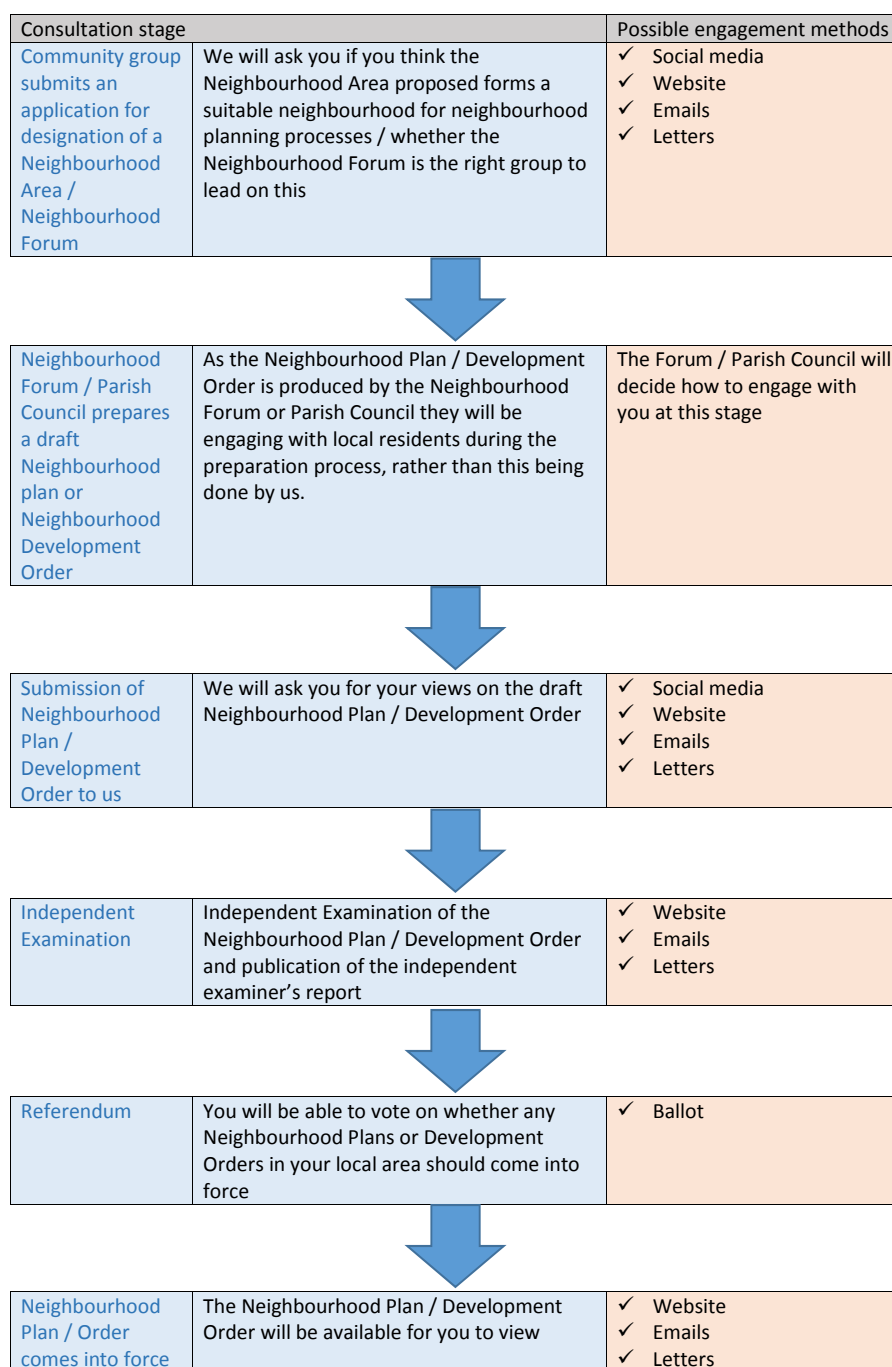 Consultation stage
Possible engagement methods
Community group
submits an
application for
designation of a
Neighbourhood
Area /
Neighbourhood
Forum
We will ask you if you think the
Neighbourhood Area proposed forms a
suitable neighbourhood for neighbourhood
planning processes / whether the
Neighbourhood Forum is the right group to
lead on this
✓ Social media
✓ Website
✓ Emails
✓ Letters
Neighbourhood
Forum / Parish
Council prepares
a draft
Neighbourhood
plan or
Neighbourhood
Development
Order
As the Neighbourhood Plan / Development
Order is produced by the Neighbourhood
Forum or Parish Council they will be
engaging with local residents during the
preparation process, rather than this being
done by us.
The Forum / Parish Council will
decide how to engage with
you at this stage
Submission of
Neighbourhood
Plan /
Development
Order to us
We will ask you for your views on the draft
Neighbourhood Plan / Development Order
✓ Social media
✓ Website
✓ Emails
✓ Letters
Independent
Examination
Independent Examination of the
Neighbourhood Plan / Development Order
and publication of the independent
examiner's report
✓ Website
✓ Emails
✓ Letters
Referendum
You will be able to vote on whether any
Neighbourhood Plans or Development
Orders in your local area should come into
force
✓ Ballot
Neighbourhood
Plan / Order
comes into force
The Neighbourhood Plan / Development
Order will be available for you to view
✓ Website
✓ Emails
✓ Letters